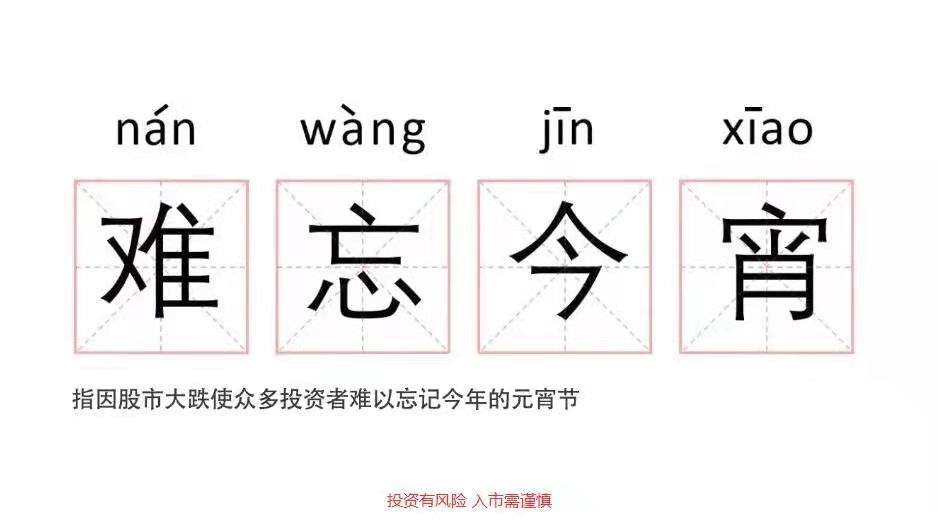 nán wàng jīn xiāo
难忘今宵
指因股市大跌使众多投资者难以忘记今年的元宵节
投资有风险 入市需谨慎